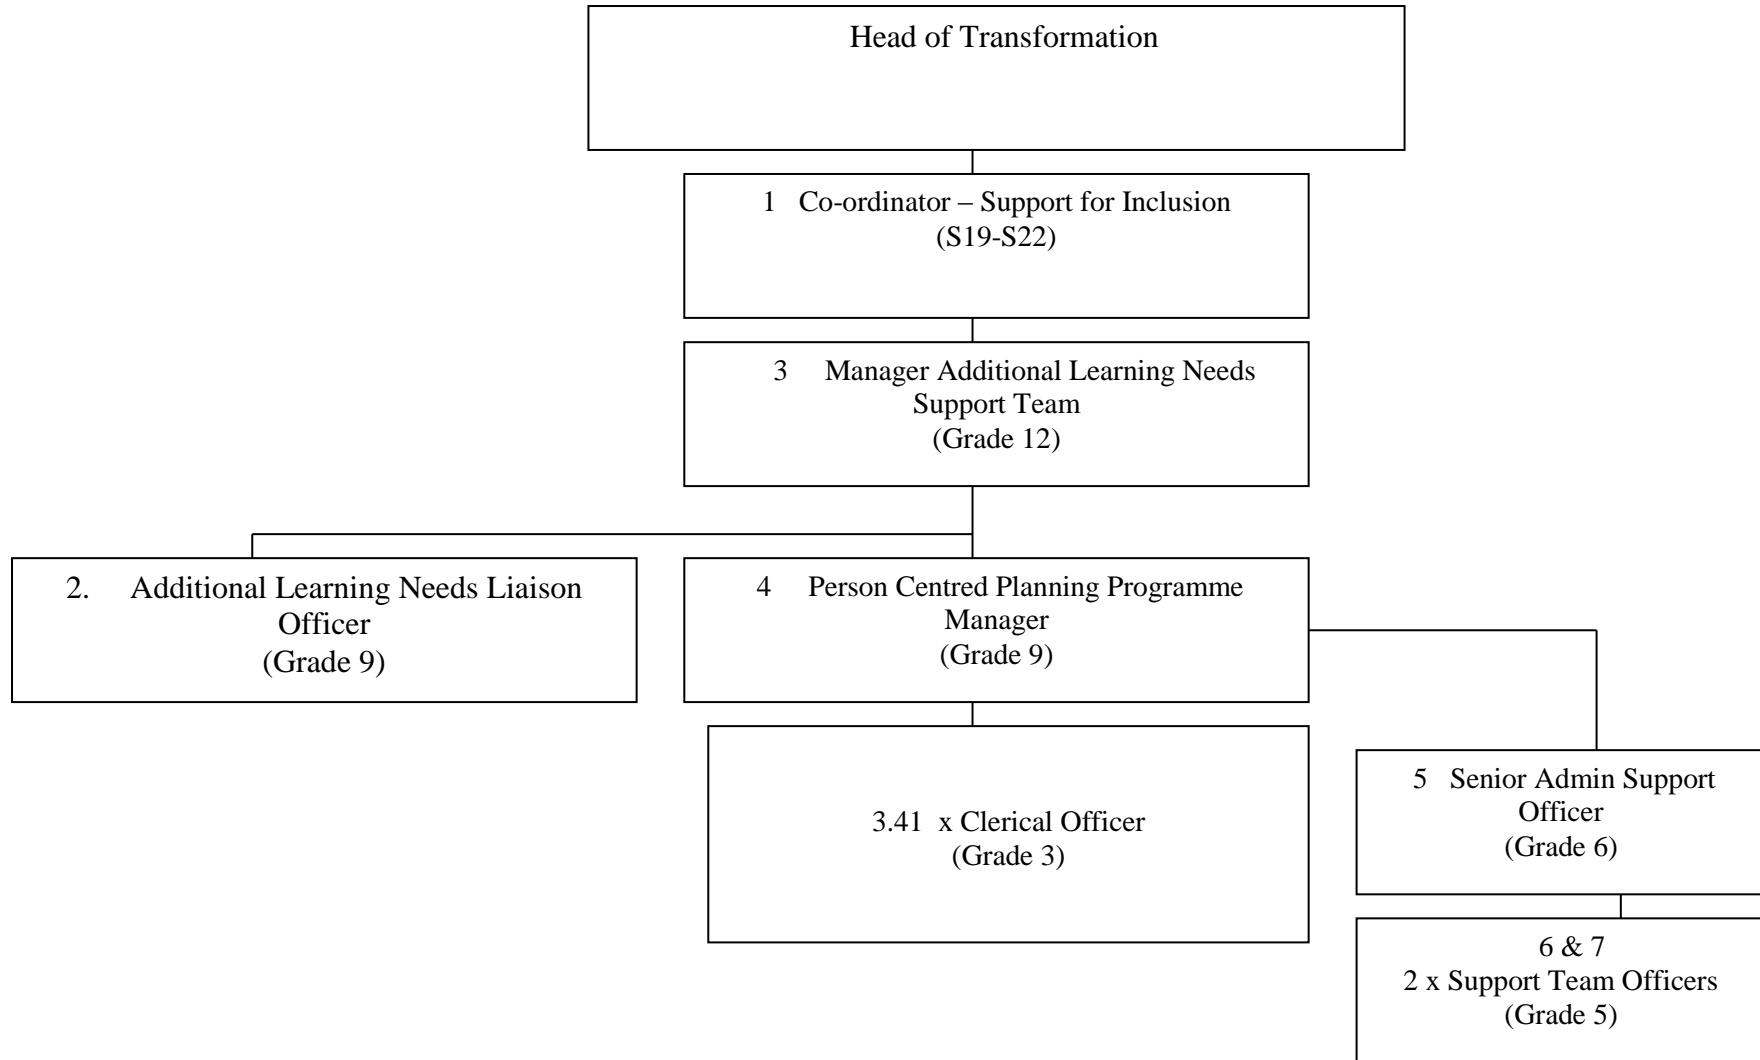 Head of Transformation
1 Co-ordinator – Support for Inclusion
(S19-S22)
3 Manager Additional Learning Needs
Support Team
(Grade 12)
2. Additional Learning Needs Liaison
Officer
(Grade 9)
4 Person Centred Planning Programme
Manager
(Grade 9)
3.41 x Clerical Officer
(Grade 3)
5 Senior Admin Support
Officer
(Grade 6)
6 & 7
2 x Support Team Officers
(Grade 5)